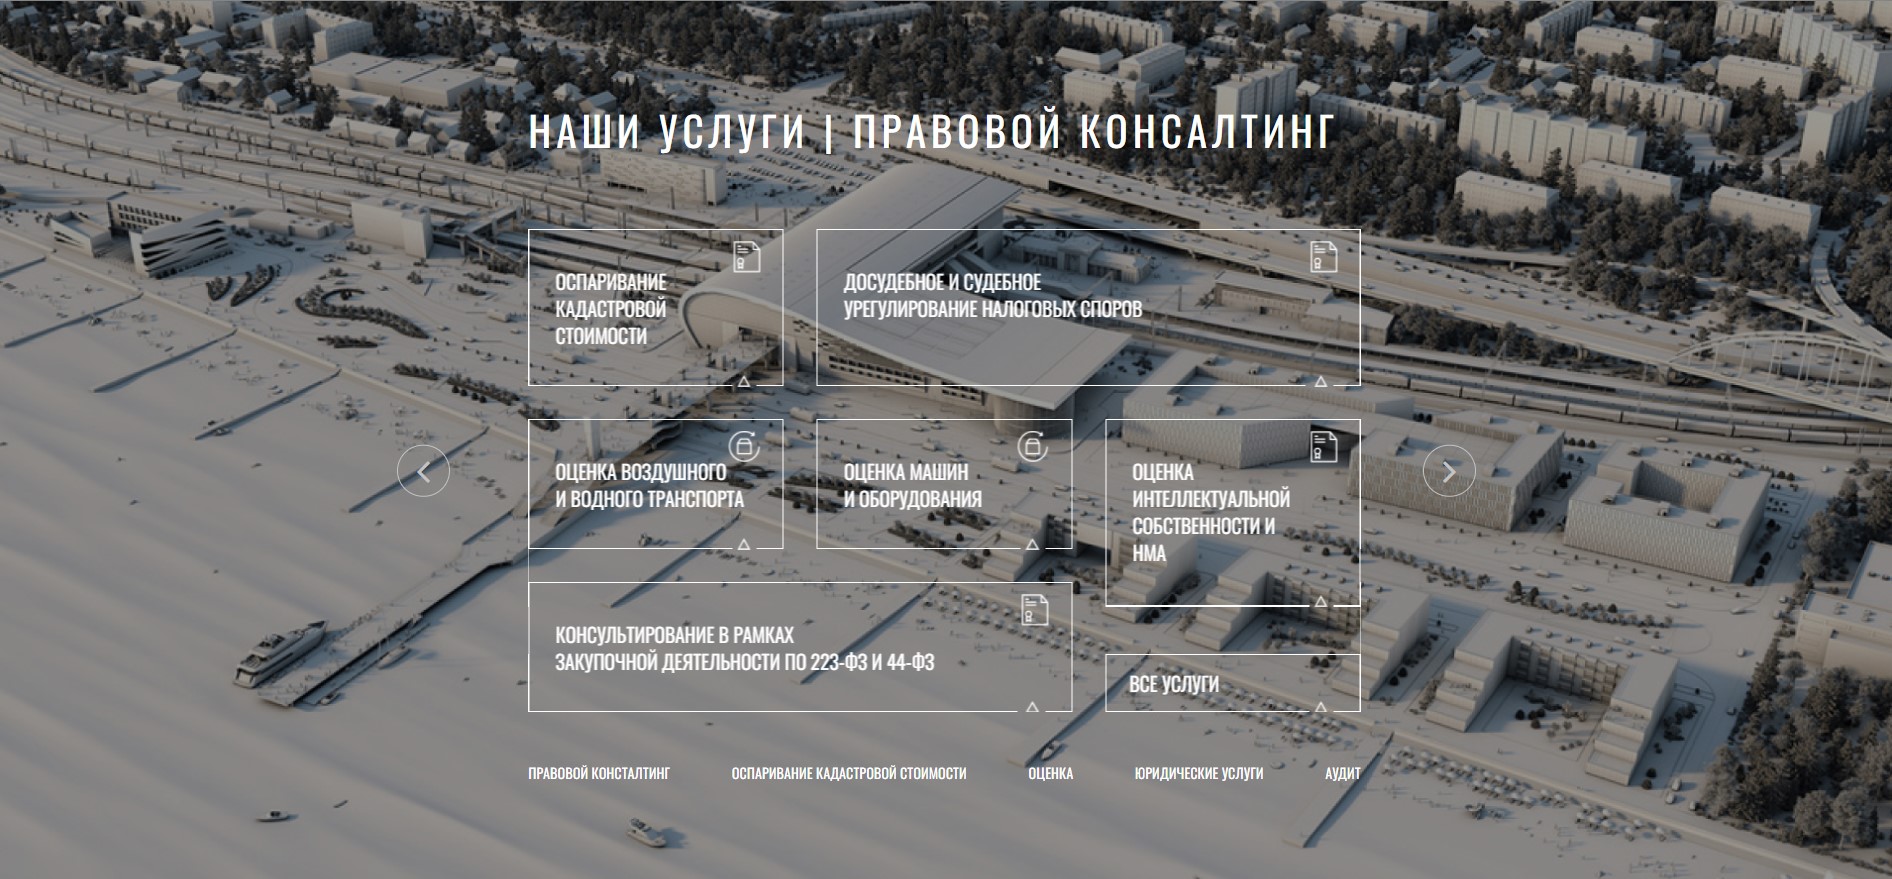 НАШИ УСЛУГИ | ПРАВОВОЙ КОНСАЛТИНГ
ОСПАРИВАНИЕ
КАДАСТРОВОЙ
СТОИМОСТИ
ДОСУДЕБНОЕ И СУДЕБНОЕ
УРЕГУЛИРОВАНИЕ НАЛОГОВЫХ СПОРОВ
ОЦЕНКА ВОЗДУШНОГО
И ВОДНОГО ТРАНСПОРТА
ОЦЕНКА МАШИН
И ОБОРУДОВАНИЯ
ОЦЕНКА
ИНТЕЛЛЕКТУАЛЬНОЙ
СОБСТВЕННОСТИ И
НМА
КОНСУЛЬТИРОВАНИЕ В РАМКАХ
ЗАКУПОЧНОЙ ДЕЯТЕЛЬНОСТИ ПО 223-ФЗ И 44-ФЗ
ВСЕ УСЛУГИ
ПРАВОВОЙ КОНСТАЛТИНГ
ОСПАРИВАНИЕ КАДАСТРОВОЙ СТОИМОСТИ
ОЦЕНКА
ЮРИДИЧЕСКИЕ УСЛУГИ
АУДИТ